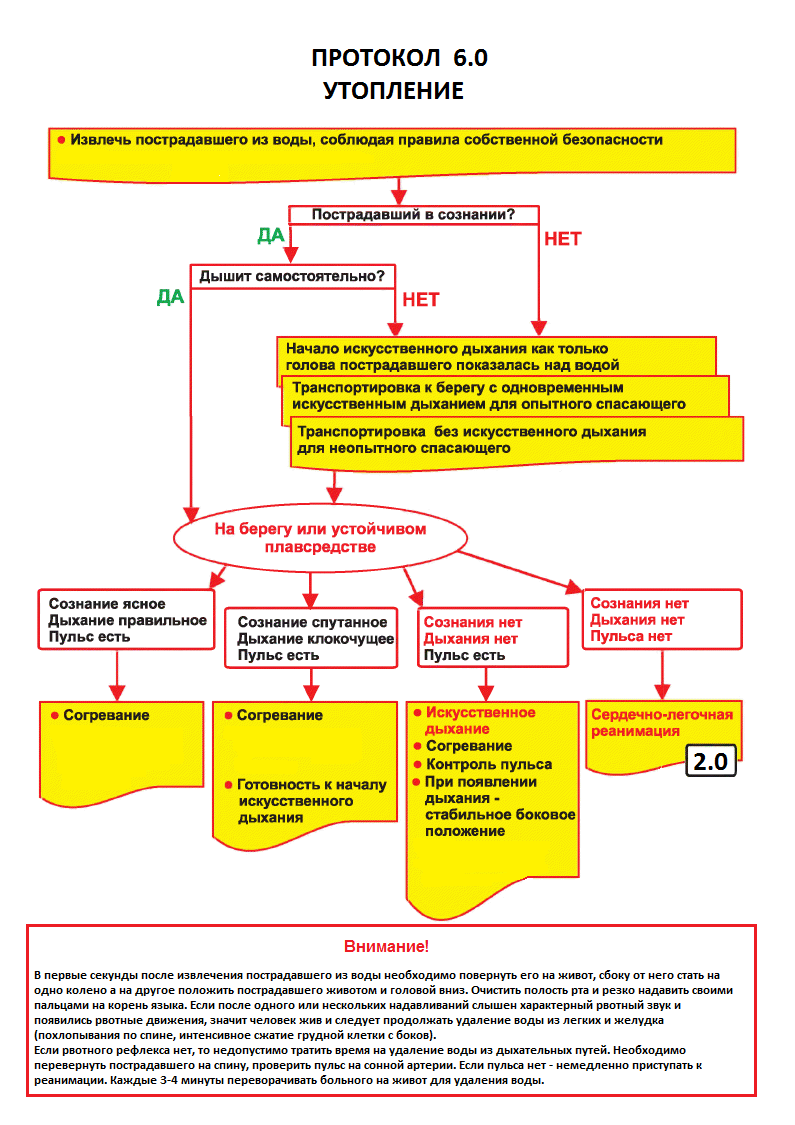 ПРОТОКОЛ 6.0
УТОПЛЕНИЕ
● Извлечь пострадавшего из воды, соблюдая правила собственной безопасности
Пострадавший в сознании?
ДА
НЕТ
Дышит самостоятельно?
ДА
НЕТ
Начало искусственного дыхания как только
голова пострадавшего показалась над водой
Транспортировка к берегу с одновременным
искусственным дыханием для опытного спасающего
Транспортировка без искусственного дыхания
для неопытного спасающего
На берегу или устойчивом
плавсредстве
Сознание ясное
Дыхание правильное
Пульс есть
Сознание спутанное
Дыхание клокочущее
Пульс есть
Сознания нет
Дыхания нет
Пульс есть
Сознания нет
Дыхания нет
Пульса нет
● Согревание
● Согревание
● Готовность к началу
искусственного
дыхания
● Искусственное
дыхание
● Согревание
● Контроль пульса
● При появлении
дыхания -
стабильное боковое
положение
Сердечно-легочная
реанимация
2.0
Внимание!
В первые секунды после извлечения пострадавшего из воды необходимо повернуть его на живот, сбоку от него стать на
одно колено а на другое положить пострадавшего животом и головой вниз. Очистить полость рта и резко надавить своими
пальцами на корень языка. Если после одного или нескольких надавливаний слышен характерный рвотный звук и
появились рвотные движения, значит человек жив и следует продолжать удаление воды из легких и желудка
(похлопывания по спине, интенсивное сжатие грудной клетки с боков).
Если рвотного рефлекса нет, то недопустимо тратить время на удаление воды из дыхательных путей. Необходимо
перевернуть пострадавшего на спину, проверить пульс на сонной артерии. Если пульса нет - немедленно приступать к
реанимации. Каждые 3-4 минуты переворачивать больного на живот для удаления воды.